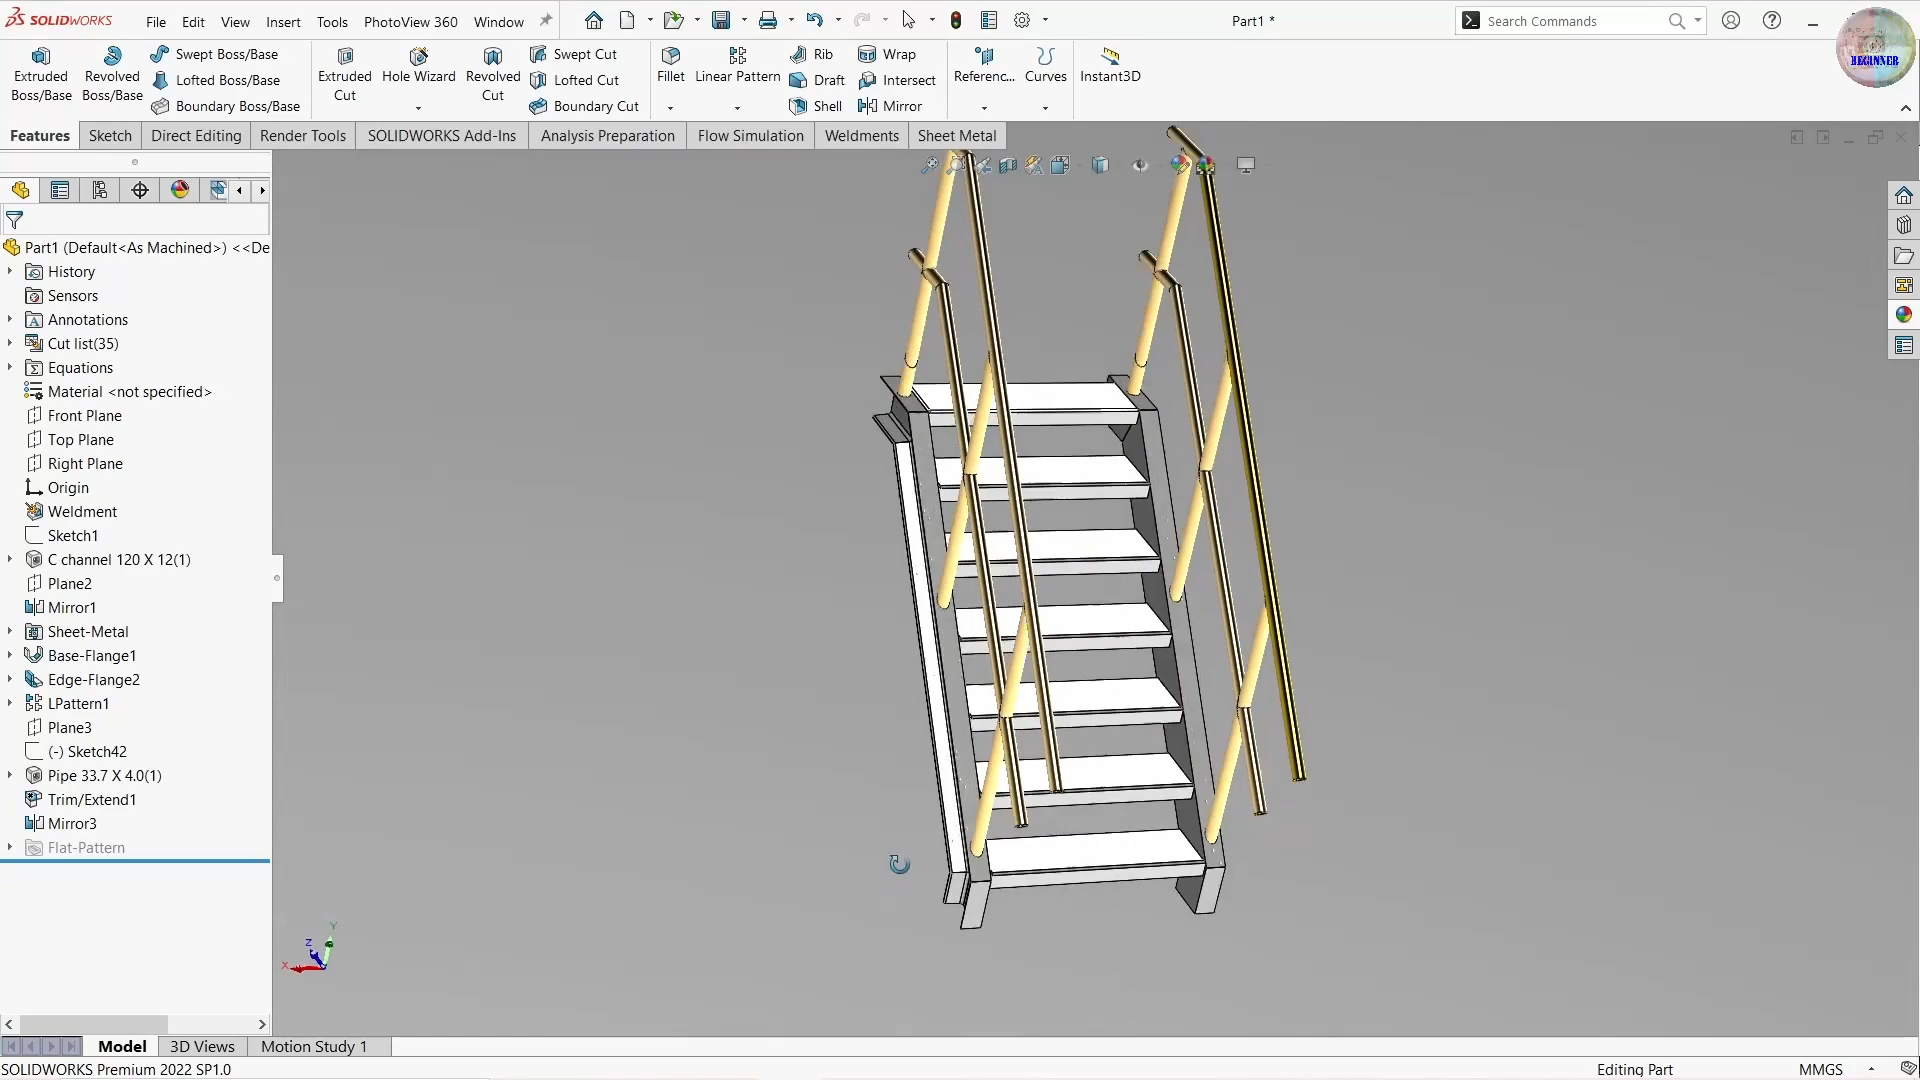 SOLIDWORKS File Edit View Insert Tools PhotoView 360 Window Part1 * Search Commands
BEGINNER
Extruded Boss/Base
Revolved Boss/Base
Swept Boss/Base
Lofted Boss/Base
Boundary Boss/Base
Extruded Cut
Hole Wizard
Revolved Cut
Swept Cut
Lofted Cut
Boundary Cut
Fillet
Linear Pattern
Rib
Draft
Shell
Wrap
Intersect
Mirror
Referenc...
Curves
Instant3D
Features Sketch Direct Editing Render Tools SOLIDWORKS Add-Ins Analysis Preparation Flow Simulation Weldments Sheet Metal
Part1 (Default<As Machined>) <<De
History
Sensors
Annotations
Cut list(35)
Equations
Material <not specified>
Front Plane
Top Plane
Right Plane
Origin
Weldment
Sketch1
C channel 120 X 12(1)
Plane2
Mirror1
Sheet-Metal
Base-Flange1
Edge-Flange2
LPattern1
Plane3
(-) Sketch42
Pipe 33.7 X 4.0(1)
Trim/Extend1
Mirror3
Flat-Pattern
Y
Z
X
Model 3D Views Motion Study 1
SOLIDWORKS Premium 2022 SP1.0 Editing Part MMGS